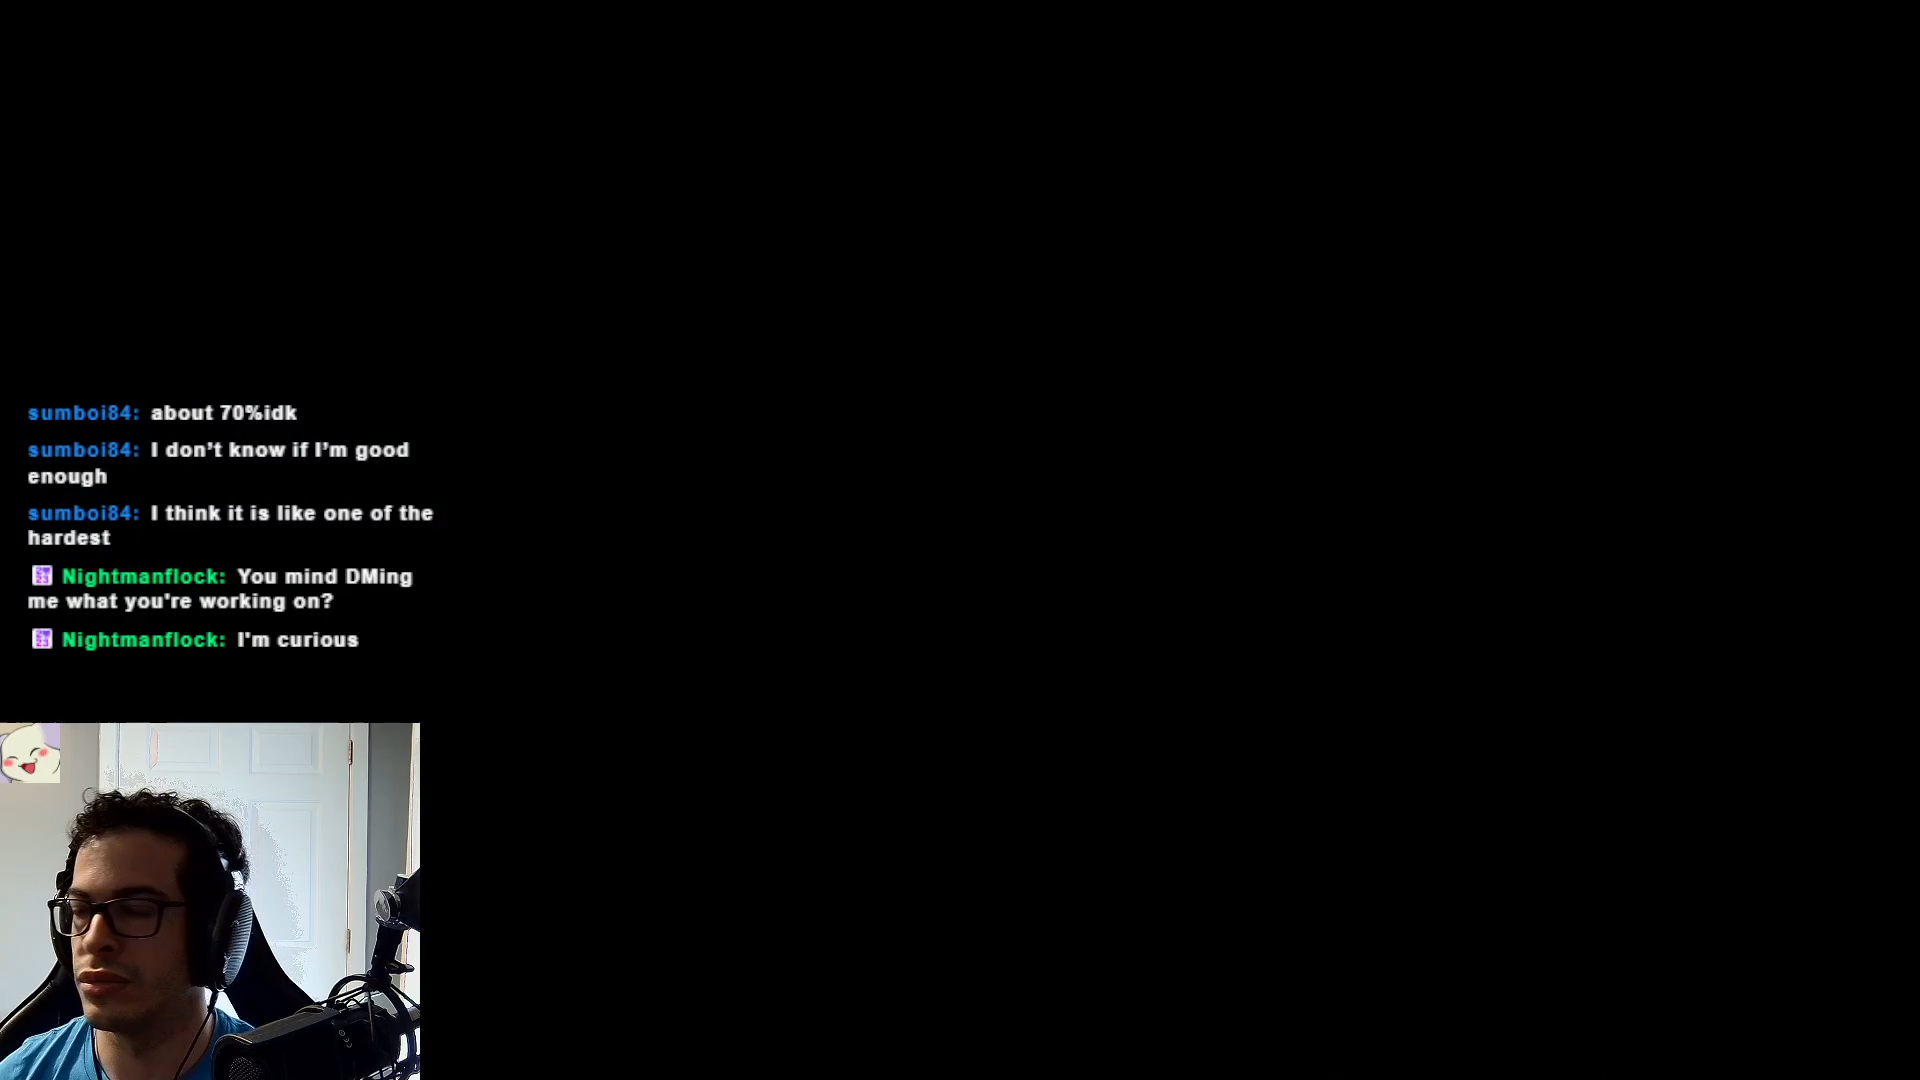 sumboi84: about 70%idk
sumboi84: I don’t know if I’m good
enough
sumboi84: I think it is like one of the
hardest
Nightmanflock: You mind DMing
me what you're working on?
Nightmanflock: I'm curious